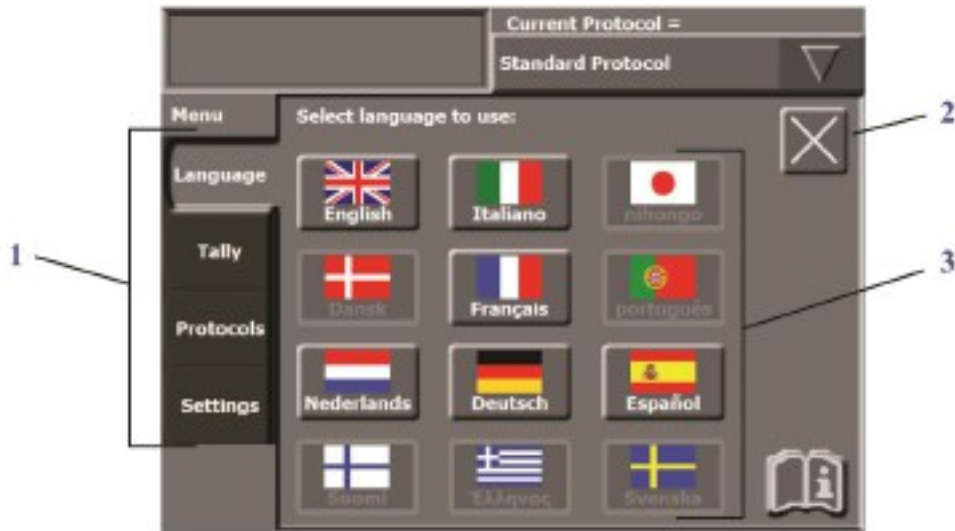 Current Protocol =
Standard Protocol
Menu
Select language to use:
2
Language
English
Italiano
nihongo
1
Tally
3
Dansk
Français
português
Protocols
Settings
Nederlands
Deutsch
Español
Suomi
Έλληνος
Svenska
i